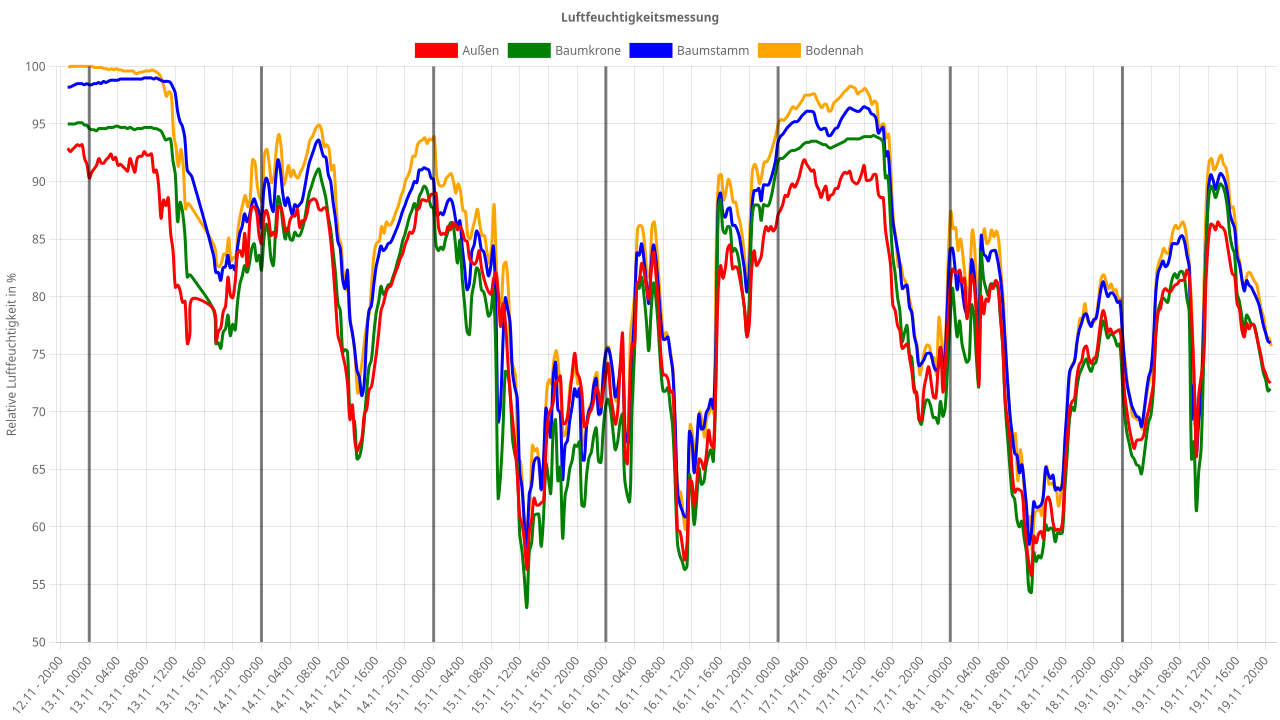 Luftfeuchtigkeitsmessung
Außen Baumkrone Baumstamm Bodennah
Relative Luftfeuchtigkeit in %
100
95
90
85
80
75
70
65
60
55
50
12.11 - 20:00
13.11 - 00:00
13.11 - 04:00
13.11 - 08:00
13.11 - 12:00
13.11 - 16:00
13.11 - 20:00
14.11 - 00:00
14.11 - 04:00
14.11 - 08:00
14.11 - 12:00
14.11 - 16:00
14.11 - 20:00
15.11 - 00:00
15.11 - 04:00
15.11 - 08:00
15.11 - 12:00
15.11 - 16:00
15.11 - 20:00
16.11 - 00:00
16.11 - 04:00
16.11 - 08:00
16.11 - 12:00
16.11 - 16:00
16.11 - 20:00
17.11 - 00:00
17.11 - 04:00
17.11 - 08:00
17.11 - 12:00
17.11 - 16:00
17.11 - 20:00
18.11 - 00:00
18.11 - 04:00
18.11 - 08:00
18.11 - 12:00
18.11 - 16:00
18.11 - 20:00
19.11 - 00:00
19.11 - 04:00
19.11 - 08:00
19.11 - 12:00
19.11 - 16:00
19.11 - 20:00